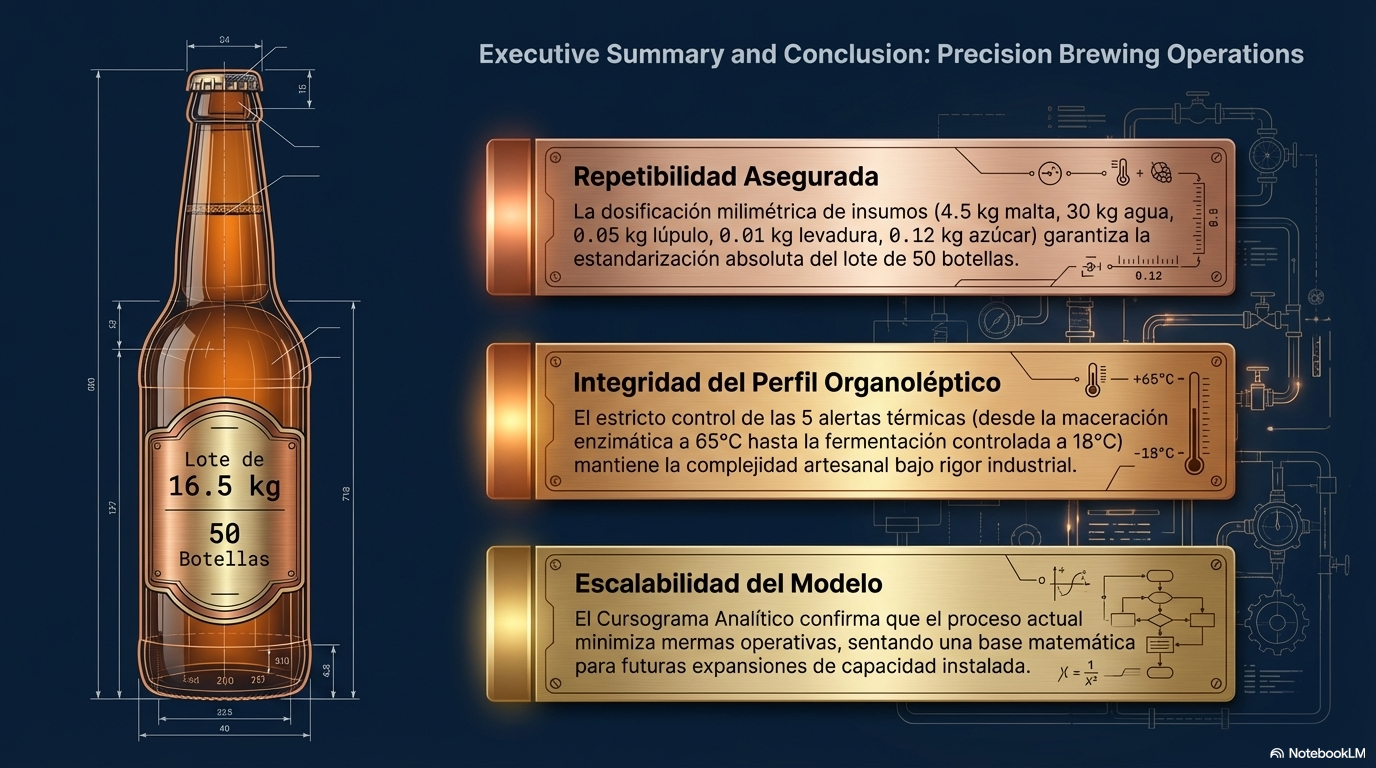 Executive Summary and Conclusion: Precision Brewing Operations
Repetibilidad Asegurada
La dosificación milimétrica de insumos (4.5 kg malta, 30 kg agua,
0.05 kg lúpulo, 0.01 kg levadura, 0.12 kg azúcar) garantiza la
estandarización absoluta del lote de 50 botellas.
0.12
Integridad del Perfil Organoléptico
El estricto control de las 5 alertas térmicas (desde la maceración
enzimática a 65°C hasta la fermentación controlada a 18°C)
mantiene la complejidad artesanal bajo rigor industrial.
+65°C
-18°C
Escalabilidad del Modelo
El Cursograma Analítico confirma que el proceso actual
minimiza mermas operativas, sentando una base matemática
para futuras expansiones de capacidad instalada.
Lote de
16.5 kg
50
Botellas
200
40
NotebookLM